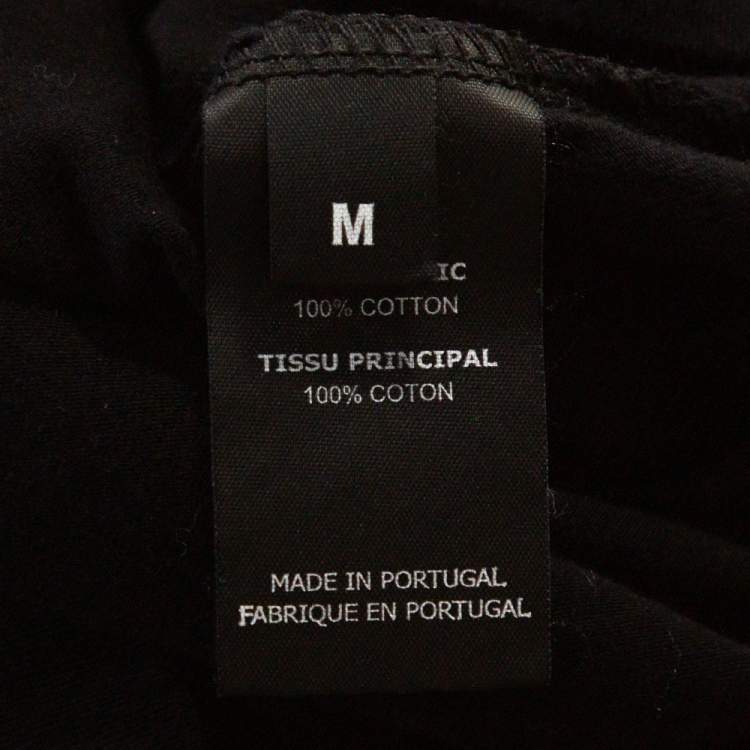 M
IC
100% COTTON
TISSU PRINCIPAL
100% COTON
MADE IN PORTUGAL
FABRIQUE EN PORTUGAL